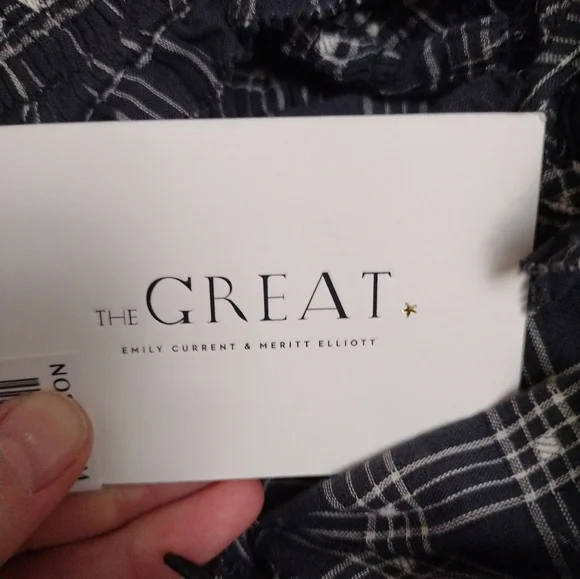 THE GREAT.
EMILY CURRENT & MERITT ELLIOTT